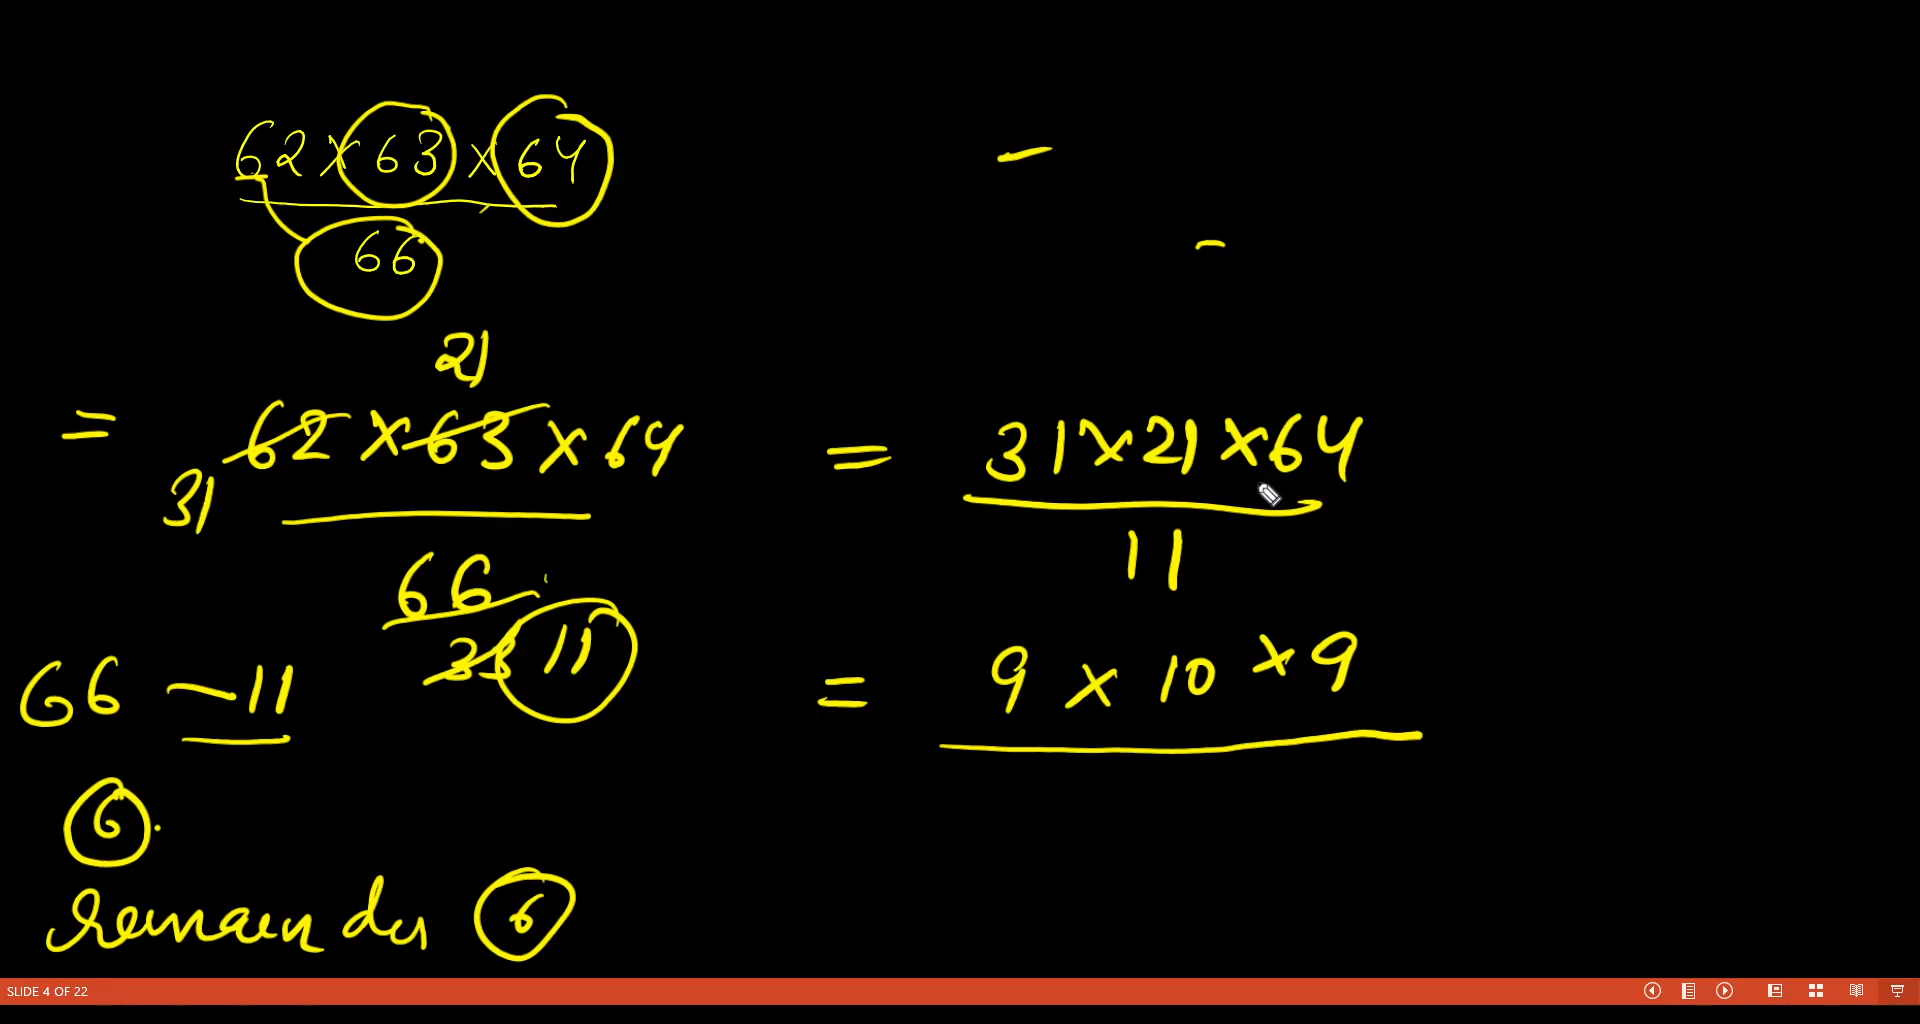 62 x 63 x 64
66
21
= 62 x 63 x 64
31
66
33 11
66 – 11
6.
remainder 6
–
–
= 31 x 21 x 64
11
= 9 x 10 x 9
SLIDE 4 OF 22